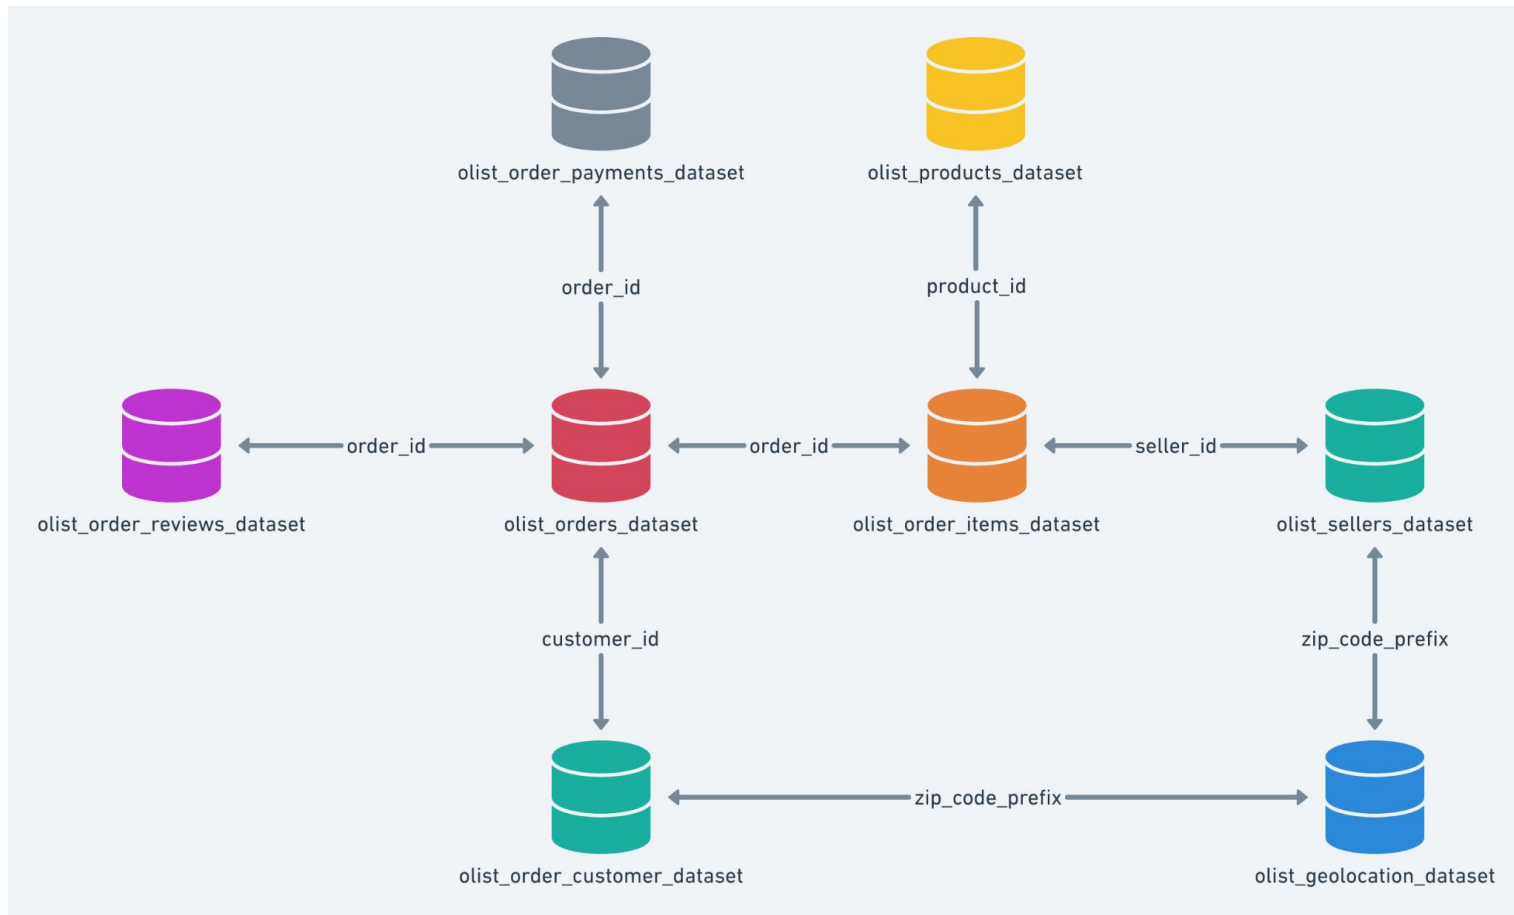 olist_order_payments_dataset
olist_products_dataset
order_id
product_id
order_id
order_id
seller_id
olist_order_reviews_dataset
olist_orders_dataset
olist_order_items_dataset
olist_sellers_dataset
customer_id
zip_code_prefix
zip_code_prefix
olist_order_customer_dataset
olist_geolocation_dataset